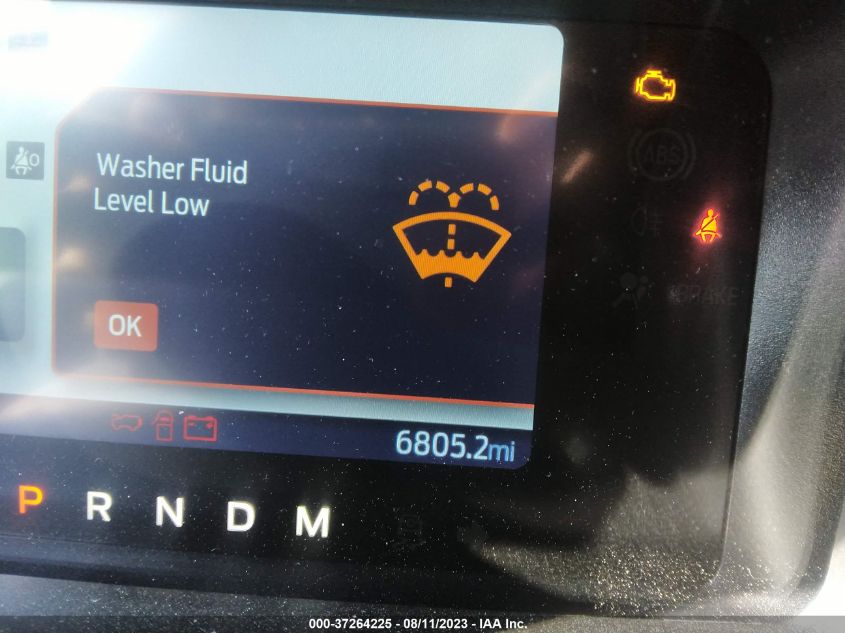 Washer Fluid
Level Low
OK
ABS
BRAKE
6805.2mi
P R N D M
000-37264225 - 08/11/2023 - IAA Inc.